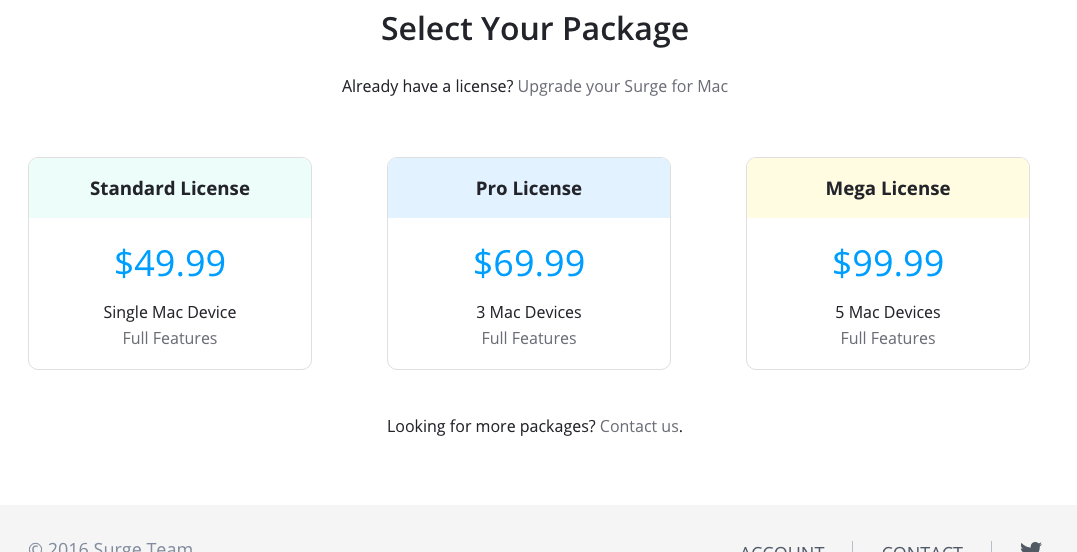 Select Your Package
Already have a license? Upgrade your Surge for Mac
Standard License
$49.99
Single Mac Device
Full Features
Pro License
$69.99
3 Mac Devices
Full Features
Mega License
$99.99
5 Mac Devices
Full Features
Looking for more packages? Contact us.
© 2016 Surge Team
ACCOUNT
CONTACT